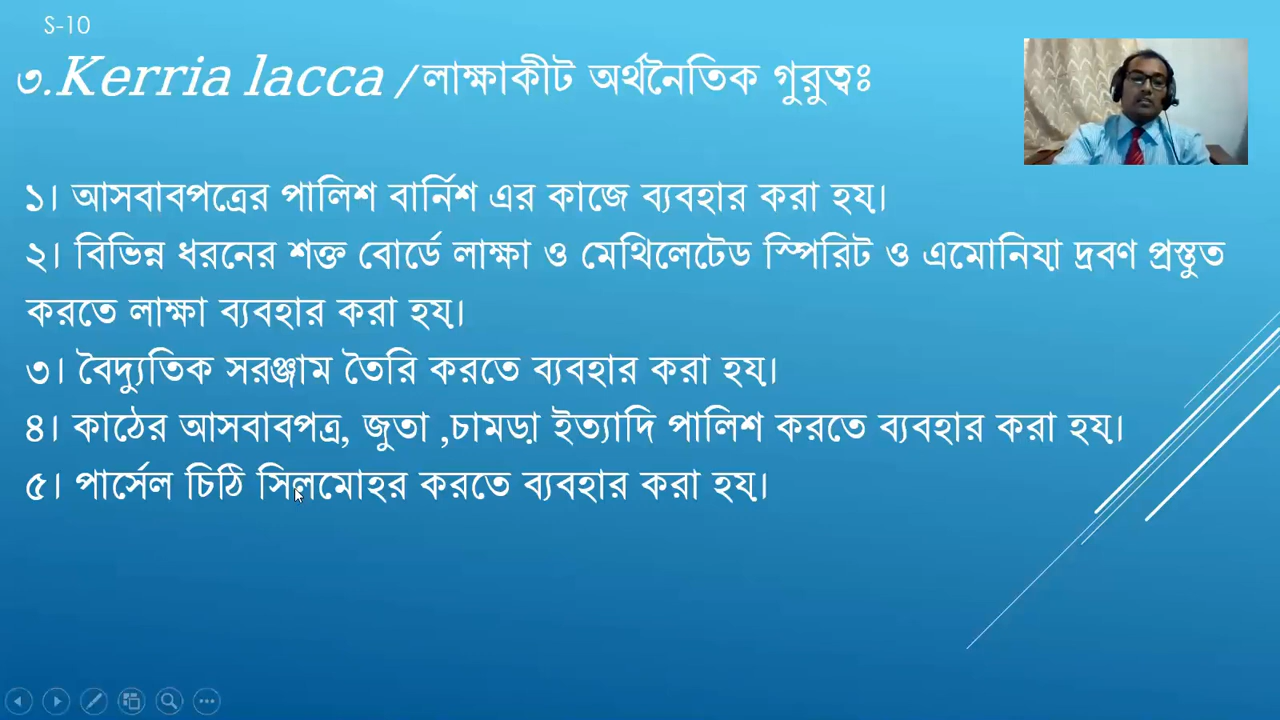 S-10
৩.Kerria lacca /লাক্ষাকীট অর্থনৈতিক গুরুত্বঃ
১। আসবাবপত্রের পালিশ বার্নিশ এর কাজে ব্যবহার করা হয়।
২। বিভিন্ন ধরনের শক্ত বোর্ডে লাক্ষা ও মেথিলেটেড স্পিরিট ও এমোনিয়া দ্রবণ প্রস্তুত
করতে লাক্ষা ব্যবহার করা হয়।
৩। বৈদ্যুতিক সরঞ্জাম তৈরি করতে ব্যবহার করা হয়।
৪। কাঠের আসবাবপত্র, জুতা ,চামড়া ইত্যাদি পালিশ করতে ব্যবহার করা হয়।
৫। পার্সেল চিঠি সিলমোহর করতে ব্যবহার করা হয়।